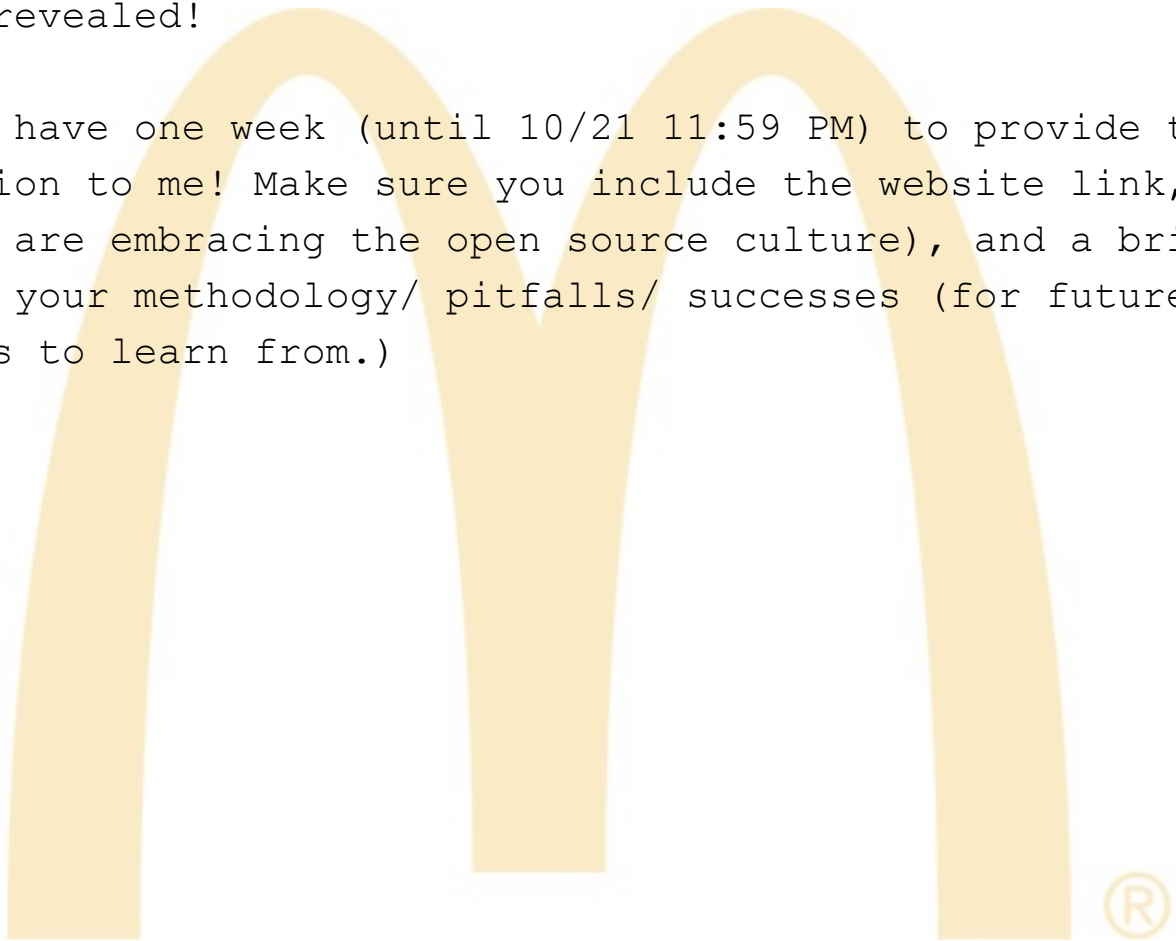 revealed!
have one week (until 10/21 11:59 PM) to provide t
ion to me! Make sure you include the website link,
are embracing the open source culture), and a bri
your methodology/ pitfalls/ successes (for future
s to learn from.)
®